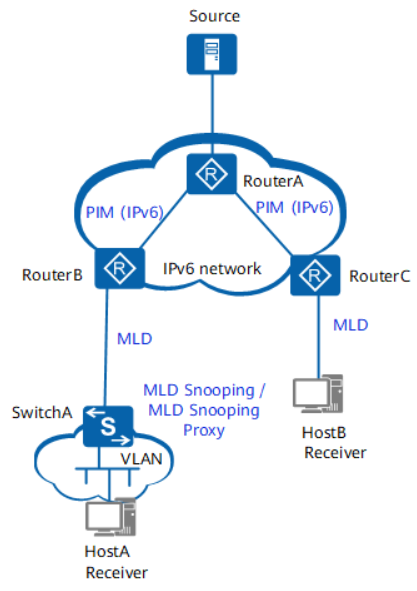 Source
R
RouterA
PIM (IPv6)
PIM (IPv6)
R
RouterB
IPv6 network
R
RouterC
MLD
MLD
MLD Snooping /
MLD Snooping
Proxy
SwitchA
S
VLAN
HostB
Receiver
HostA
Receiver